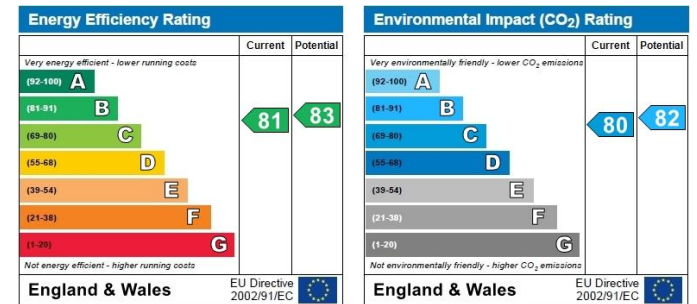 Energy Efficiency Rating
Current Potential
Very energy efficient - lower running costs
(92-100) A
(81-91) B
(69-80) C
(55-68) D
(39-54) E
(21-38) F
(1-20) G
81
83
Not energy efficient - higher running costs
England & Wales
EU Directive
2002/91/EC
Environmental Impact (CO₂) Rating
Current Potential
Very environmentally friendly - lower CO₂ emissions
(92-100) A
(81-91) B
(69-80) C
(55-68) D
(39-54) E
(21-38) F
(1-20) G
80
82
Not environmentally friendly - higher CO₂ emissions
England & Wales
EU Directive
2002/91/EC